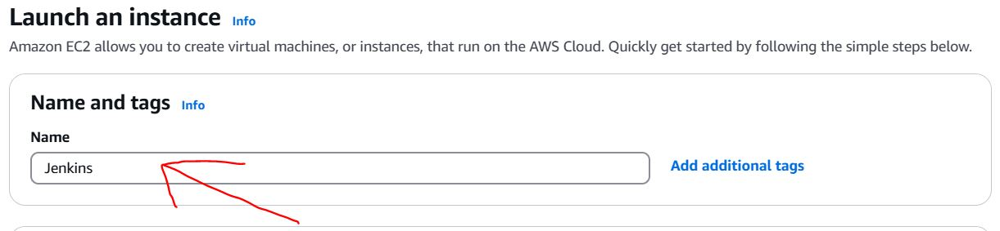 Launch an instance Info
Amazon EC2 allows you to create virtual machines, or instances, that run on the AWS Cloud. Quickly get started by following the simple steps below.
Name and tags Info
Name
Jenkins
Add additional tags